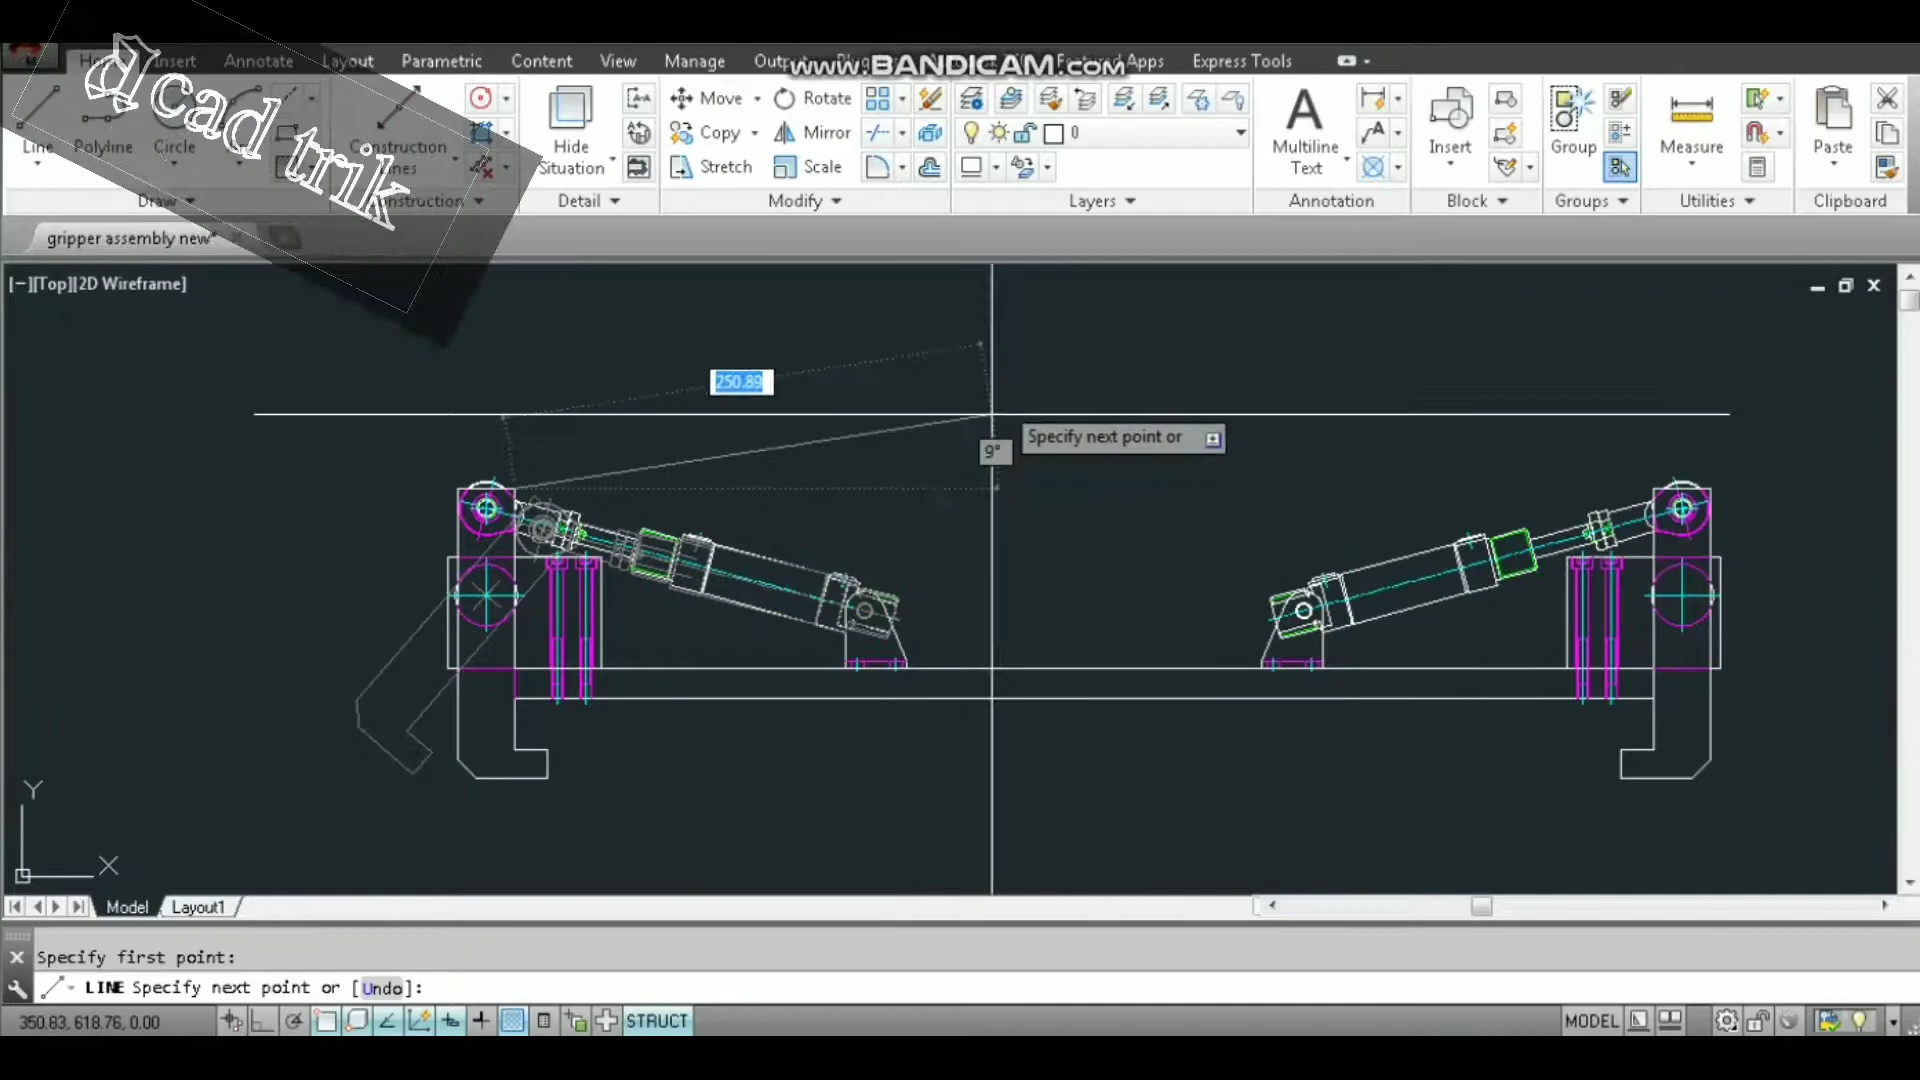 www.BANDICAM.com
d cad trik
Insert Annotate Layout Parametric Content View Manage Featured Apps Express Tools
Line Polyline Circle Construction Lines Hide Situation
Move Rotate
Copy Mirror
Stretch Scale
0
Multiline Text Insert Group Measure Paste
Draw Construction Detail Modify Layers Annotation Block Groups Utilities Clipboard
gripper assembly new*
[−][Top][2D Wireframe]
250.89
Specify next point or
9°
Y
X
Model Layout1
Specify first point:
LINE Specify next point or [Undo]:
350.83, 618.76, 0.00 STRUCT MODEL